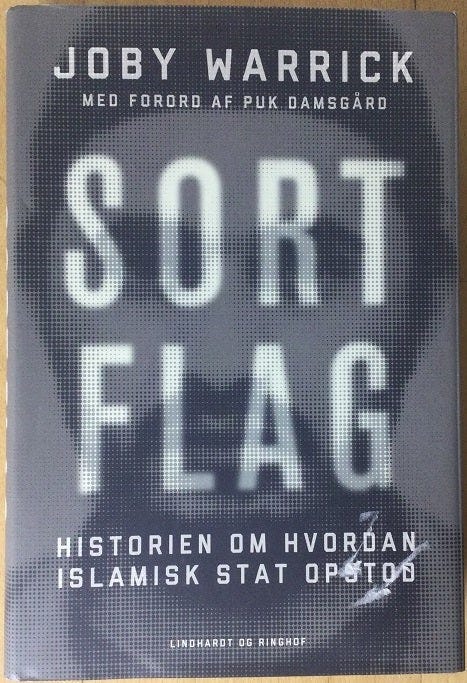 JOBY WARRICK
MED FORORD AF PUK DAMSGÅRD
SORT
FLAG
HISTORIEN OM HVORDAN
ISLAMISK STAT OPSTOD
LINDHARDT OG RINGHOF